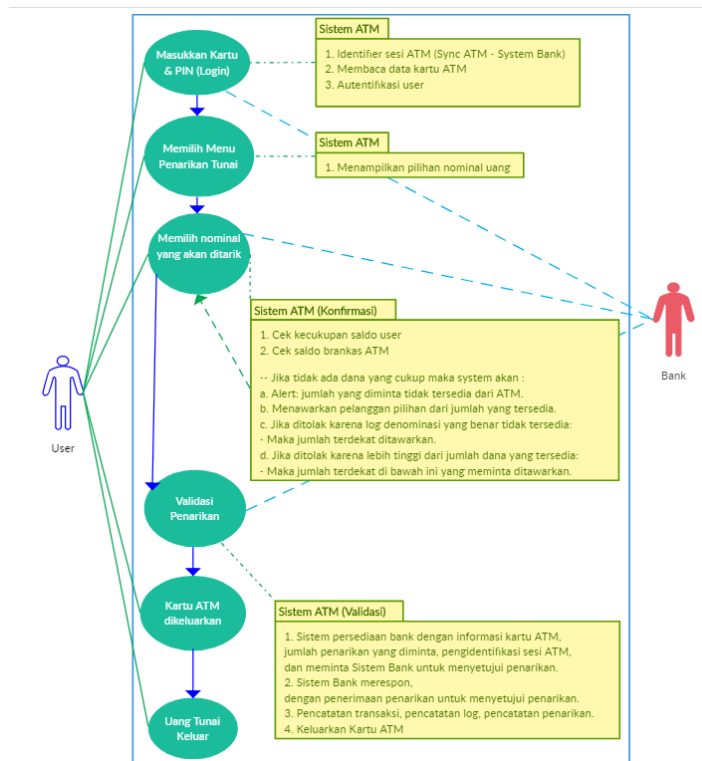 Sistem ATM
Masukkan Kartu
& PIN (Login)
1. Identifier sesi ATM (Sync ATM - System Bank)
2. Membaca data kartu ATM
3. Autentifikasi user
Memilih Menu
Penarikan Tunai
Sistem ATM
1. Menampilkan pilihan nominal uang
Memilih nominal
yang akan ditarik
Sistem ATM (Konfirmasi)
1. Cek kecukupan saldo user
2. Cek saldo brankas ATM
-- Jika tidak ada dana yang cukup maka system akan :
a. Alert: jumlah yang diminta tidak tersedia dari ATM.
b. Menawarkan pelanggan pilihan dari jumlah yang tersedia.
c. Jika ditolak karena log denominasi yang benar tidak tersedia:
- Maka jumlah terdekat ditawarkan.
d. Jika ditolak karena lebih tinggi dari jumlah dana yang tersedia:
- Maka jumlah terdekat di bawah ini yang meminta ditawarkan.
Bank
User
Validasi
Penarikan
Kartu ATM
dikeluarkan
Sistem ATM (Validasi)
1. Sistem persediaan bank dengan informasi kartu ATM,
jumlah penarikan yang diminta, pengidentifikasi sesi ATM,
dan meminta Sistem Bank untuk menyetujui penarikan.
2. Sistem Bank merespon,
dengan penerimaan penarikan untuk menyetujui penarikan.
3. Pencatatan transaksi, pencatatan log, pencatatan penarikan.
4. Keluarkan Kartu ATM
Uang Tunai
Keluar